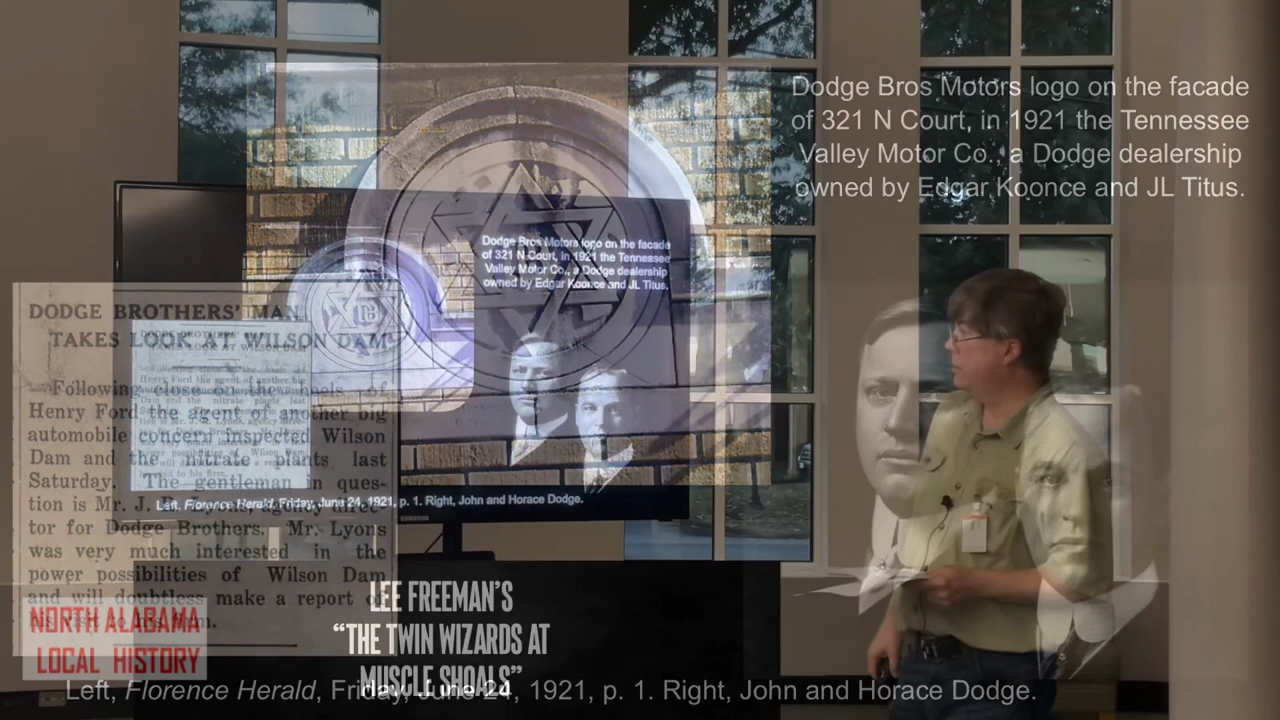 Dodge Bros Motors logo on the facade
of 321 N Court, in 1921 the Tennessee
Valley Motor Co., a Dodge dealership
owned by Edgar Koonce and JL Titus.
Dodge Bros Motors logo on the facade
of 321 N Court, in 1921 the Tennessee
Valley Motor Co., a Dodge dealership
owned by Edgar Koonce and JL Titus.
DODGE BROTHERS' MAN
TAKES LOOK AT WILSON DAM
Following close on the heels of
Henry Ford the agent of another big
automobile concern inspected Wilson
Dam and the nitrate plants last
Saturday. The gentleman in ques-
tion is Mr. J.
tor for Dodge Brothers. Mr. Lyons
was very much interested in the
power possibilities of Wilson Dam
and will doubtless make a report of
Left, Florence Herald, Friday, June 24, 1921, p. 1. Right, John and Horace Dodge.
LEE FREEMAN'S
“THE TWIN WIZARDS AT
MUSCLE SHOALS”
NORTH ALABAMA
LOCAL HISTORY
Left, Florence Herald, Friday, June 24, 1921, p. 1. Right, John and Horace Dodge.